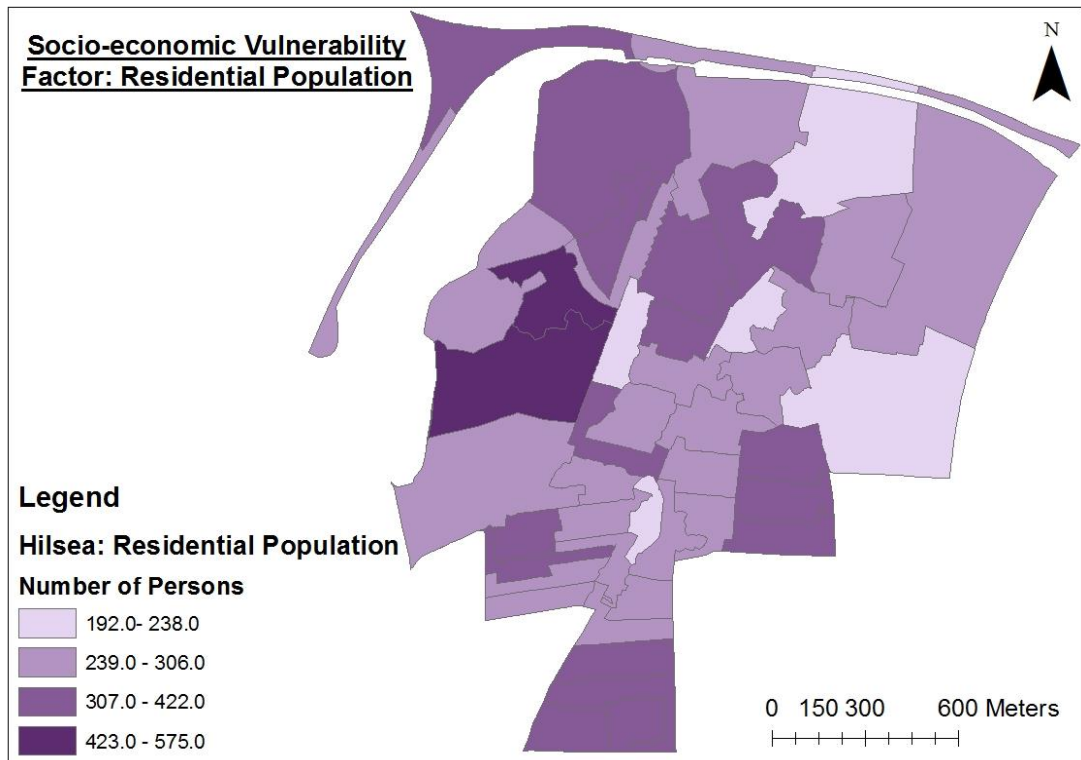 Socio-economic Vulnerability
Factor: Residential Population
N
Legend
Hilsea: Residential Population
Number of Persons
192.0- 238.0
239.0 - 306.0
307.0 - 422.0
423.0 - 575.0
0 150 300 600 Meters